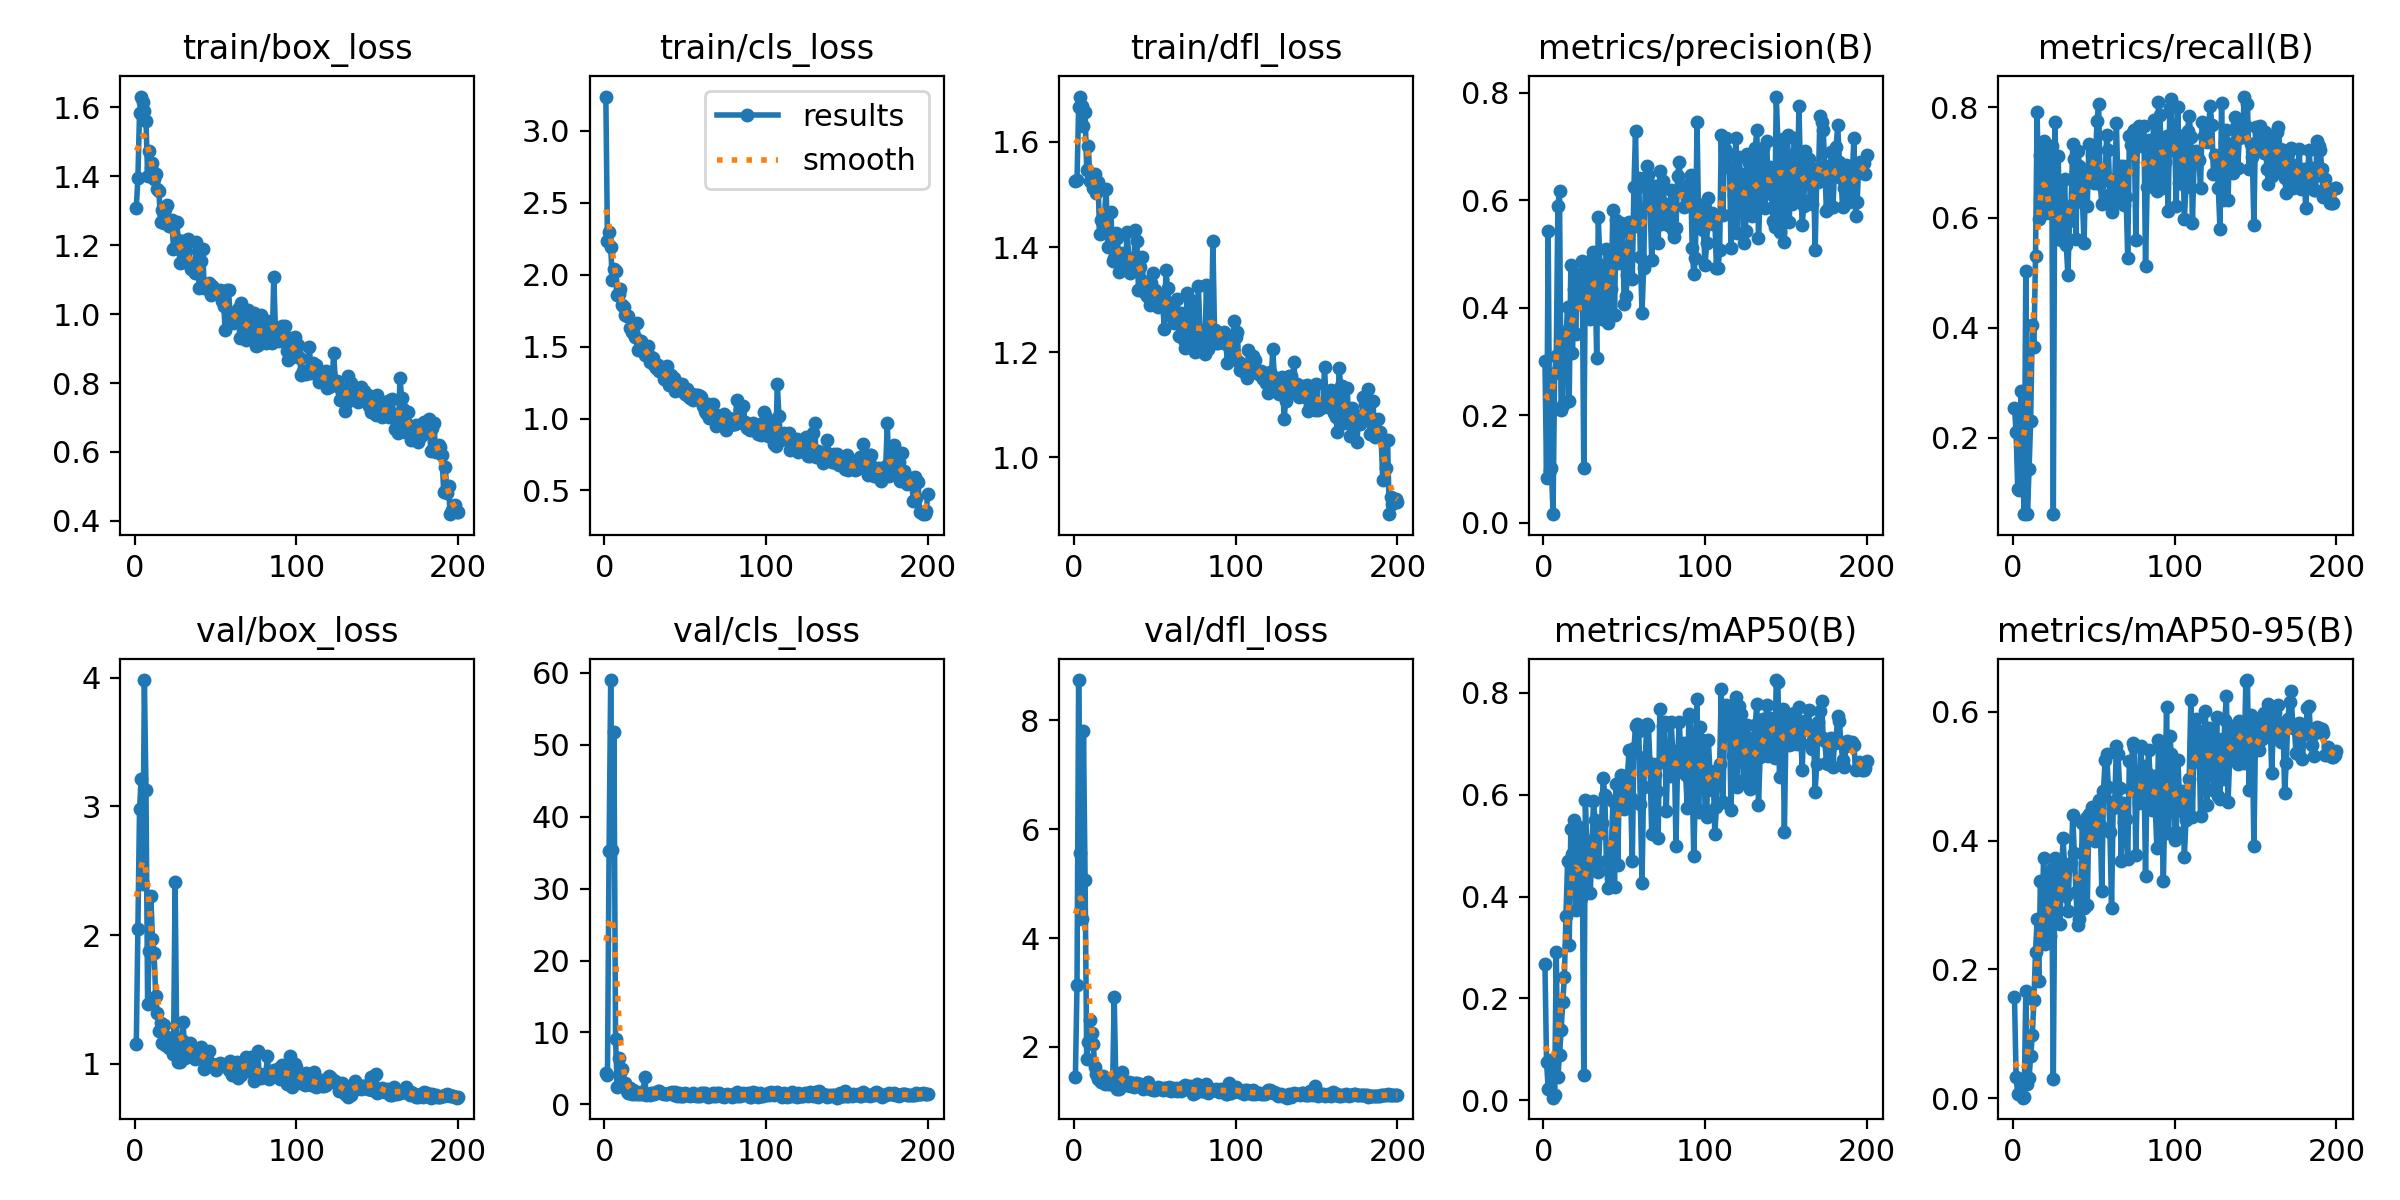 train/box_loss
train/cls_loss
train/dfl_loss
metrics/precision(B)
metrics/recall(B)
results
smooth
1.6
1.4
1.2
1.0
0.8
0.6
0.4
0 100 200
3.0
2.5
2.0
1.5
1.0
0.5
0 100 200
1.6
1.4
1.2
1.0
0 100 200
0.8
0.6
0.4
0.2
0.0
0 100 200
0.8
0.6
0.4
0.2
0 100 200
val/box_loss
val/cls_loss
val/dfl_loss
metrics/mAP50(B)
metrics/mAP50-95(B)
4
3
2
1
0 100 200
60
50
40
30
20
10
0
0 100 200
8
6
4
2
0 100 200
0.8
0.6
0.4
0.2
0.0
0 100 200
0.6
0.4
0.2
0.0
0 100 200